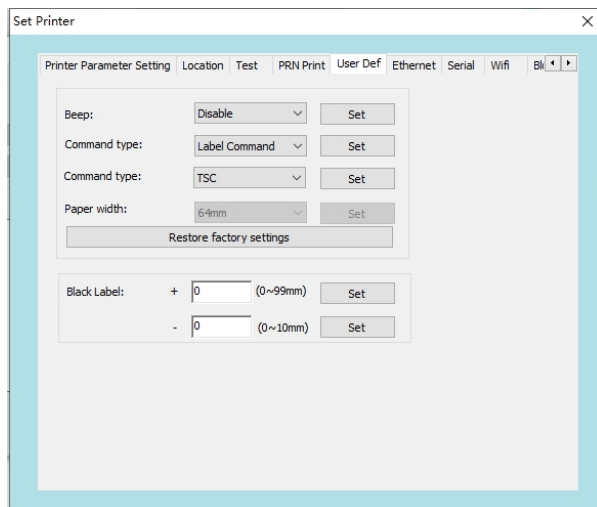 Set Printer
Printer Parameter Setting Location Test PRN Print User Def Ethernet Serial Wifi
Beep: Disable Set
Command type: Label Command Set
Command type: TSC Set
Paper width: 64mm Set
Restore factory settings
Black Label: + 0 (0~99mm) Set
- 0 (0~10mm) Set